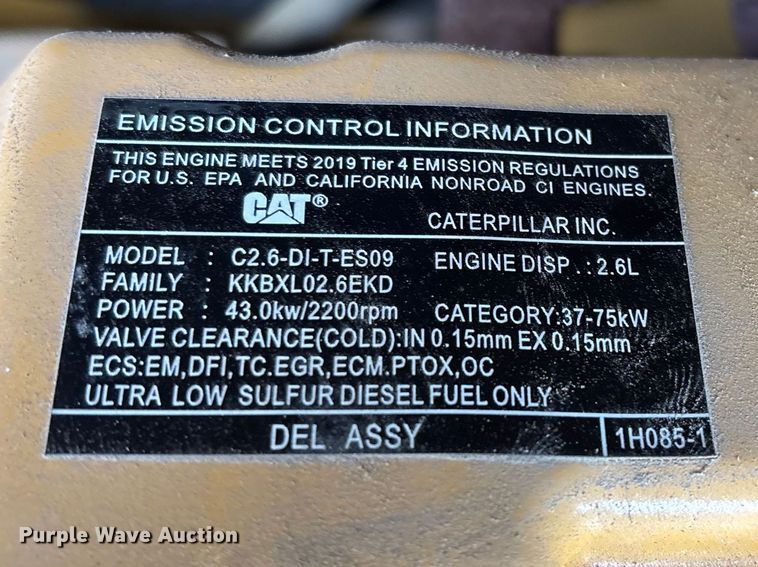 EMISSION CONTROL INFORMATION
THIS ENGINE MEETS 2019 Tier 4 EMISSION REGULATIONS
FOR U.S. EPA AND CALIFORNIA NONROAD CI ENGINES.
CAT® CATERPILLAR INC.
MODEL : C2.6-DI-T-ES09 ENGINE DISP.: 2.6L
FAMILY : KKBXL02.6EKD
POWER : 43.0kw/2200rpm CATEGORY:37-75kW
VALVE CLEARANCE(COLD):IN 0.15mm EX 0.15mm
ECS:EM,DFI,TC.EGR,ECM.PTOX,OC
ULTRA LOW SULFUR DIESEL FUEL ONLY
DEL ASSY 1H085-1
Purple Wave Auction